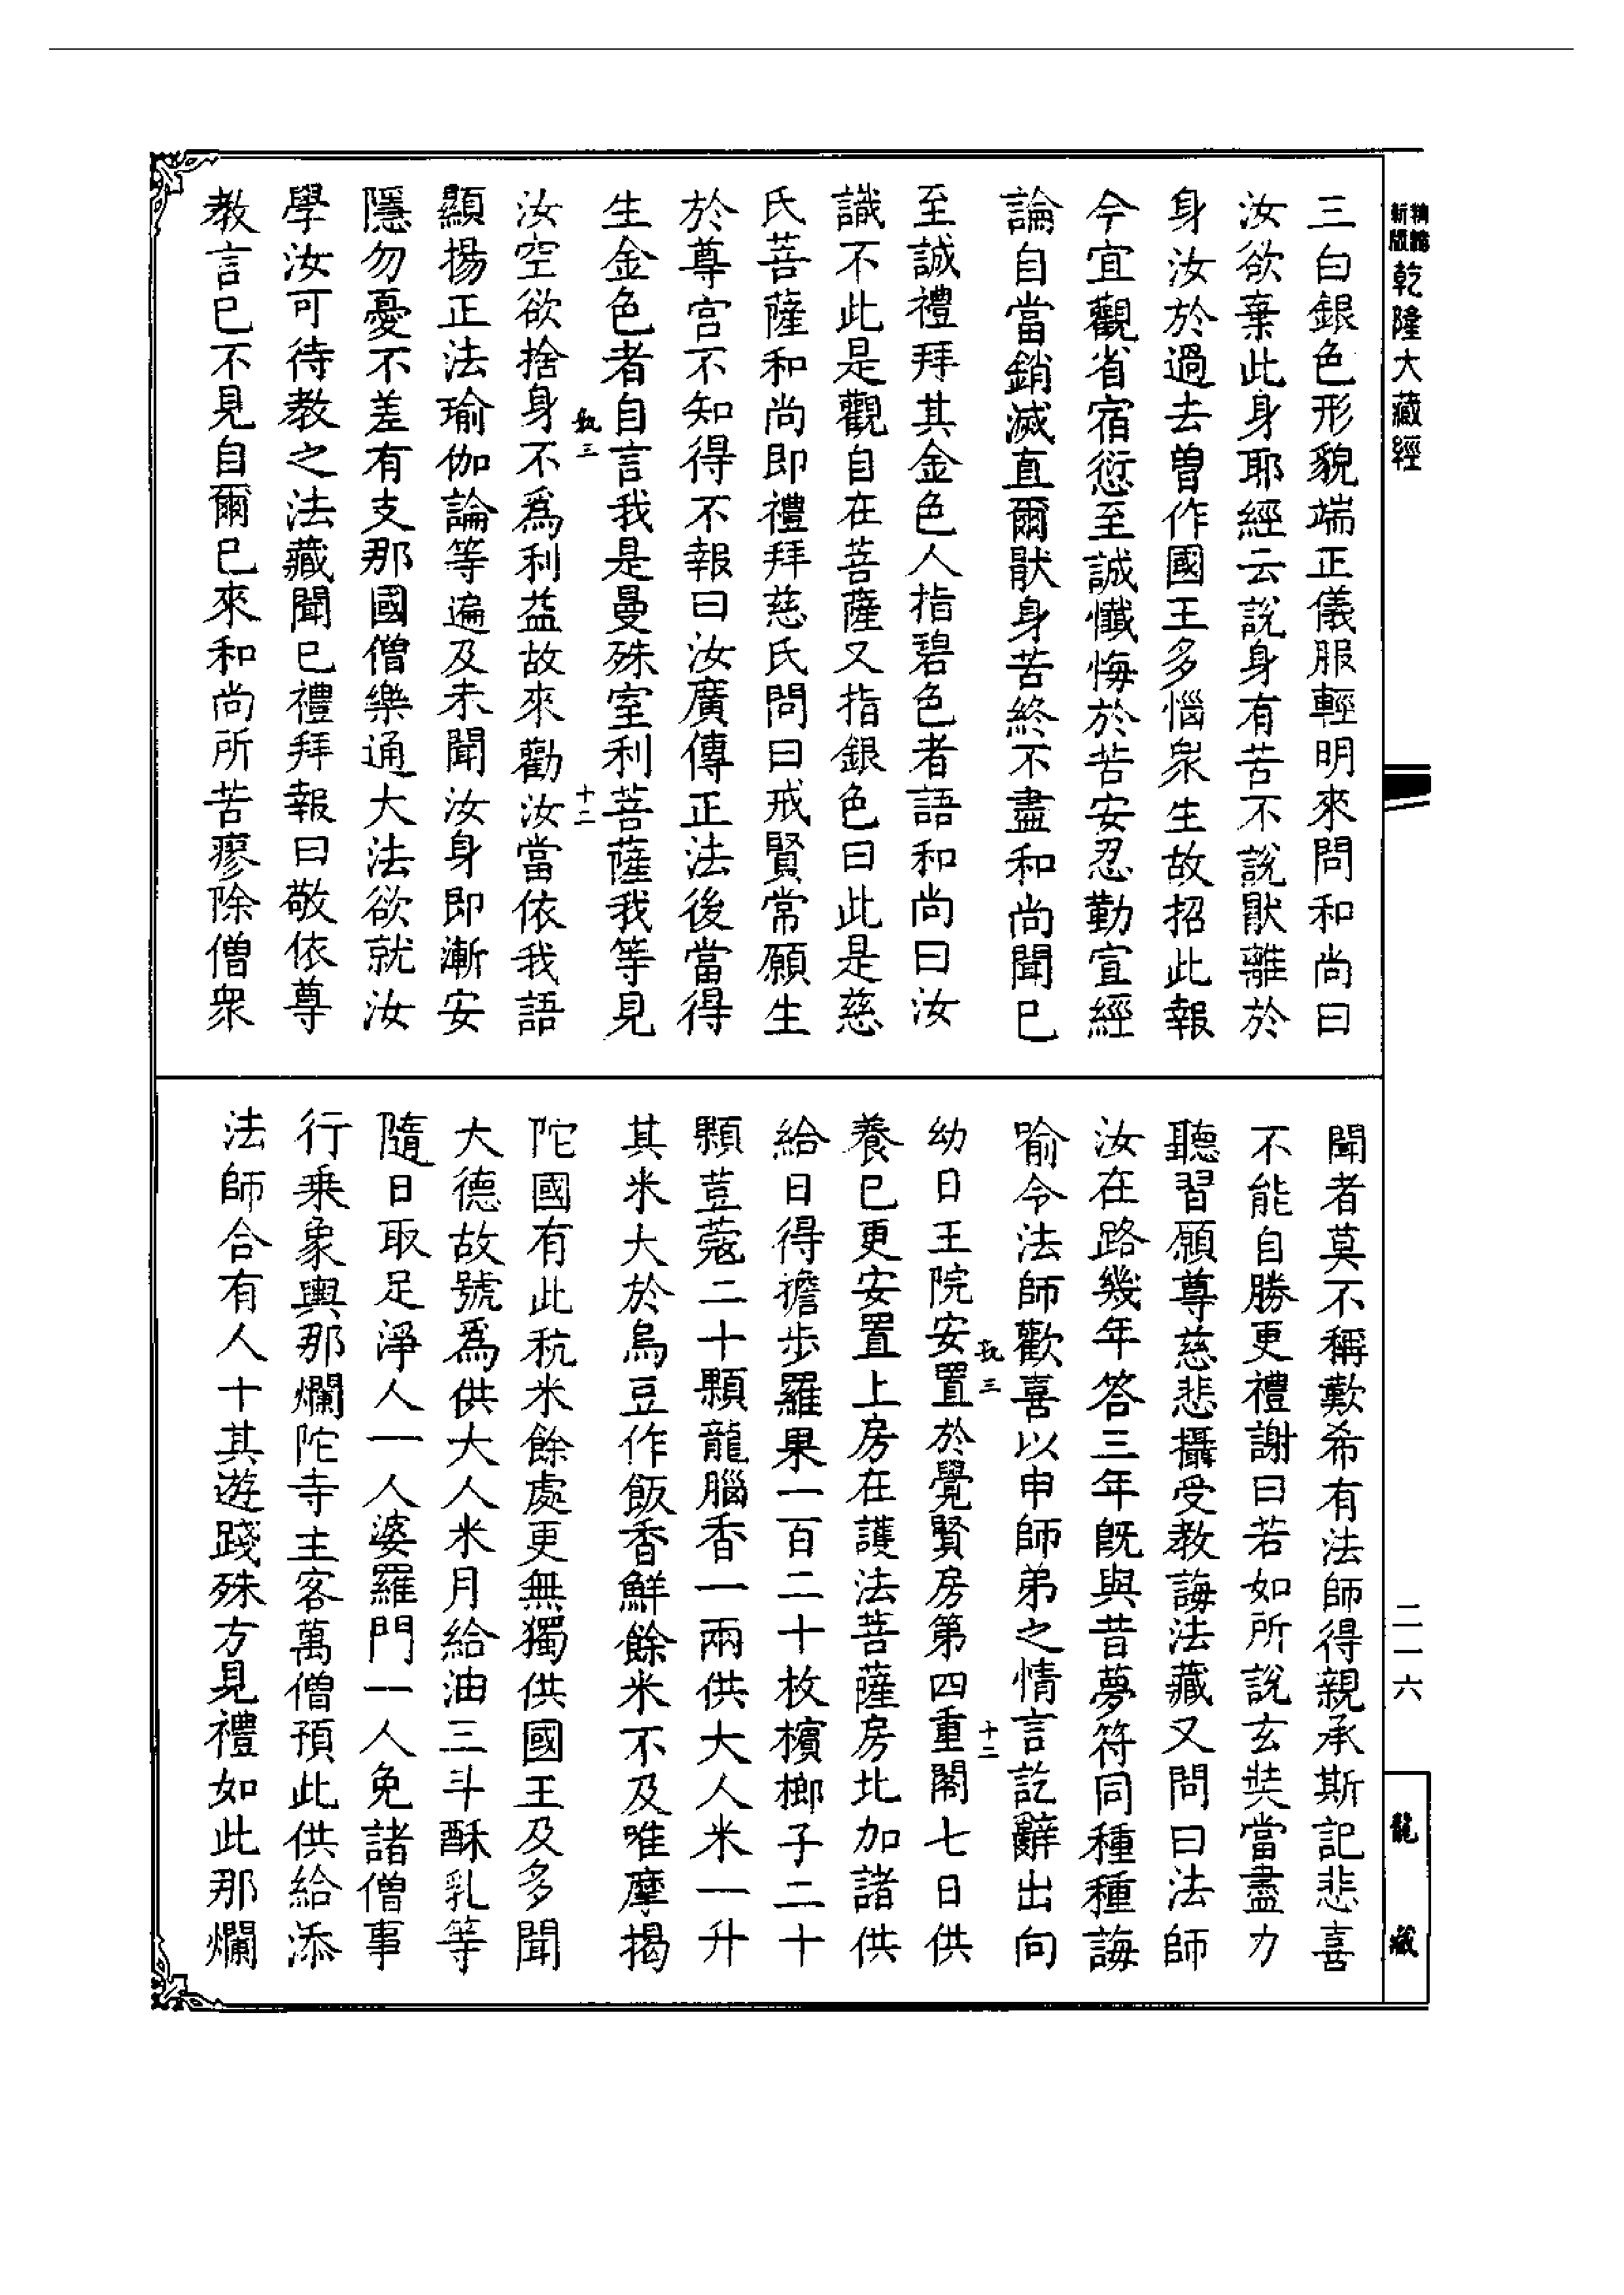 精緻新版 乾隆大藏經
二一六
龍藏
三白銀色形貌端正儀服輕明來問和尚曰
汝欲棄此身耶經云說身有苦不說猒離於
身汝於過去曾作國王多惱衆生故招此報
今宜觀省宿愆至誠懺悔於苦安忍勤宣經
論自當銷滅直爾猒身苦終不盡和尚聞已
至誠禮拜其金色人指碧色者語和尚曰汝
識不此是觀自在菩薩又指銀色曰此是慈
氏菩薩和尚即禮拜慈氏問曰戒賢常願生
於尊宮不知得不報曰汝廣傳正法後當得
生金色者自言我是曼殊室利菩薩我等見
三 十二
汝空欲捨身不爲利益故來勸汝當依我語
顯揚正法瑜伽論等遍及未聞汝身即漸安
隱勿憂不差有支那國僧樂通大法欲就汝
學汝可待教之法藏聞已禮拜報曰敬依尊
教言已不見自爾已來和尚所苦瘳除僧衆
聞者莫不稱歎希有法師得親承斯記悲喜
不能自勝更禮謝曰若如所說玄奘當盡力
聽習願尊慈悲攝受教誨法藏又問曰法師
汝在路幾年答三年旣與昔夢符同種種誨
喻令法師歡喜以申師弟之情言訖辭出向
三 十二
幼日王院安置於覺賢房第四重閣七日供
養已更安置上房在護法菩薩房北加諸供
給日得擔步羅果一百二十枚檳榔子二十
顆荳蔻二十顆龍腦香一兩供大人米一升
其米大於烏豆作飯香鮮餘米不及唯摩揭
陀國有此秔米餘處更無獨供國王及多聞
大德故號爲供大人米月給油三斗酥乳等
隨日取足淨人一人婆羅門一人免諸僧事
行乘象輿那爛陀寺主客萬僧預此供給添
法師合有人十其遊踐殊方見禮如此那爛